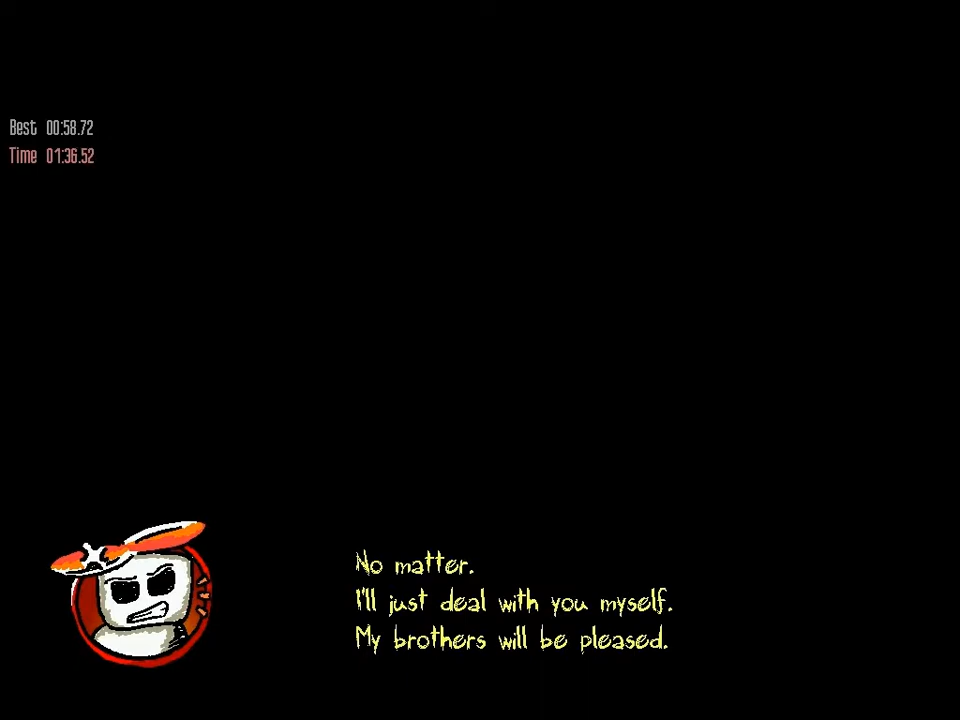 Best 00:58.72
Time 01:36.52
No matter.
I'll just deal with you myself.
My brothers will be pleased.